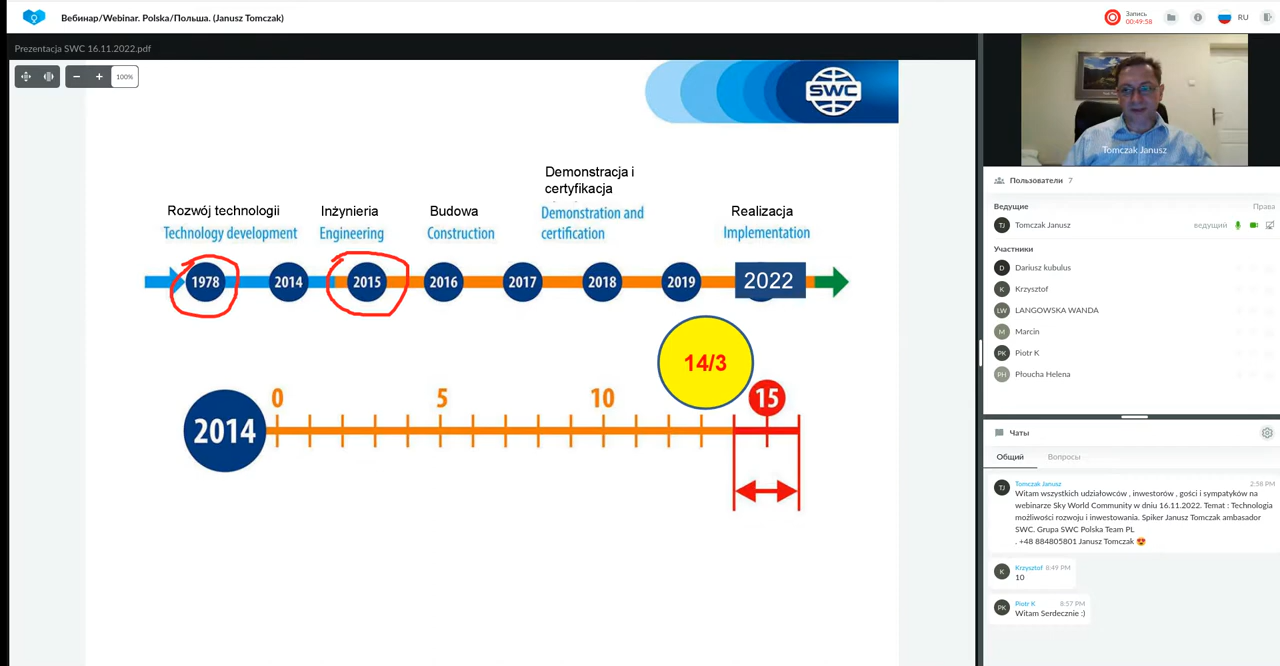 Вебинар/Webinar. Polska/Польша. (Janusz Tomczak)
Запись
00:49:58
RU
Prezentacja SWC 16.11.2022.pdf
100%
SWC
Demonstracja i
certyfikacja
Rozwój technologii
Inżynieria
Budowa
Realizacja
Technology development
Engineering
Construction
Demonstration and
certification
Implementation
1978
2014
2015
2016
2017
2018
2019
2022
14/3
0
5
10
15
2014
Tomczak Janusz
Пользователи 7
Ведущие
Права
TJ Tomczak Janusz ведущий
Участники
D Dariusz kubulus
K Krzysztof
LW LANGOWSKA WANDA
M Marcin
PK Piotr K
PH Płoucha Helena
Чаты
Общий
Вопросы
TJ Tomczak Janusz 2:58 PM
Witam wszystkich udziałowców , inwestorów , gości i sympatyków na
webinarze Sky World Community w dniu 16.11.2022. Temat : Technologia
możliwości rozwoju i inwestowania. Spiker Janusz Tomczak ambasador
SWC. Grupa SWC Polska Team PL
. +48 884805801 Janusz Tomczak 😍
K Krzysztof 8:49 PM
10
PK Piotr K 8:57 PM
Witam Serdecznie :)